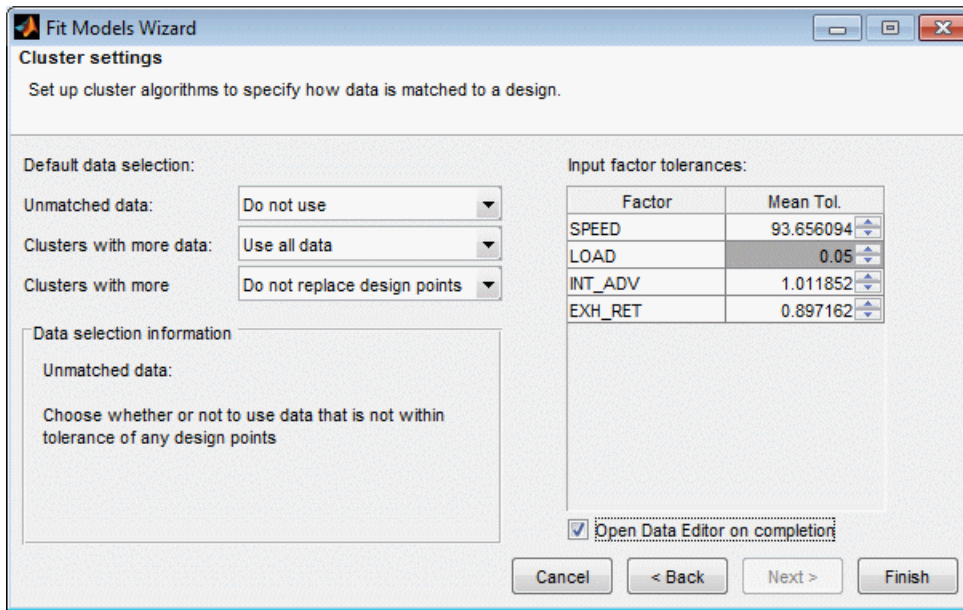 Fit Models Wizard
Cluster settings
Set up cluster algorithms to specify how data is matched to a design.
Default data selection:
Unmatched data: Do not use
Clusters with more data: Use all data
Clusters with more Do not replace design points
Data selection information
Unmatched data:
Choose whether or not to use data that is not within
tolerance of any design points
Input factor tolerances:
Factor Mean Tol.
SPEED 93.656094
LOAD 0.05
INT_ADV 1.011852
EXH_RET 0.897162
Open Data Editor on completion
Cancel < Back Next > Finish